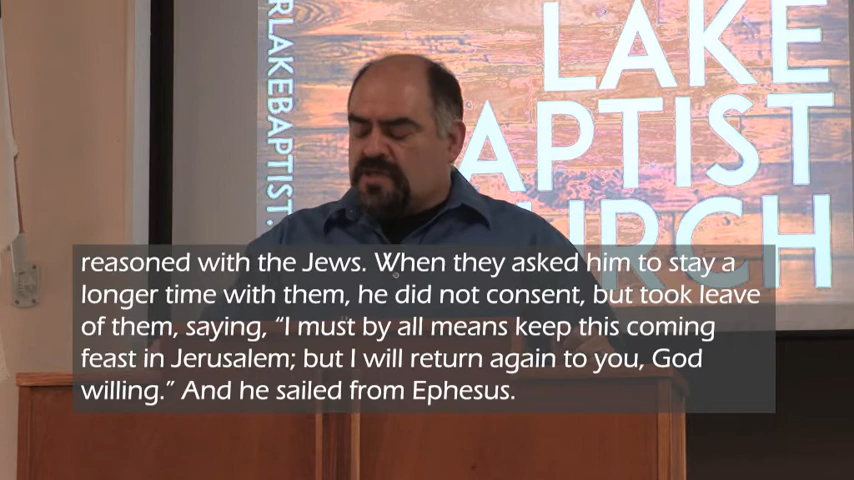 RLAKEBAPTIST.
LAKE
BAPTIST
reasoned with the Jews. When they asked him to stay a
longer time with them, he did not consent, but took leave
of them, saying, “I must by all means keep this coming
feast in Jerusalem; but I will return again to you, God
willing.” And he sailed from Ephesus.